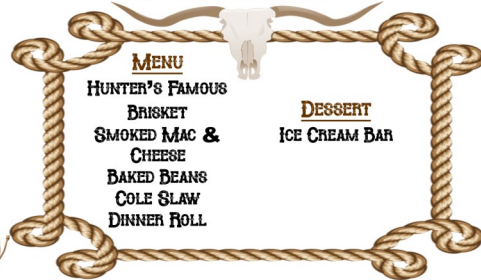 Menu
Hunter's Famous
Brisket
Smoked Mac &
Cheese
Baked Beans
Cole Slaw
Dinner Roll
Dessert
Ice Cream Bar